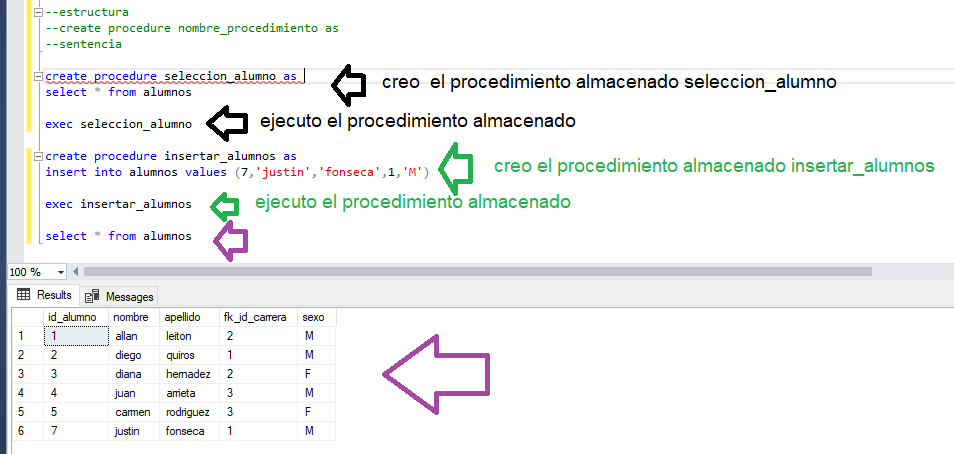 --estructura
--create procedure nombre_procedimiento as
--sentencia
create procedure seleccion_alumno as
creo el procedimiento almacenado seleccion_alumno
select * from alumnos
exec seleccion_alumno
ejecuto el procedimiento almacenado
create procedure insertar_alumnos as
creo el procedimiento almacenado insertar_alumnos
insert into alumnos values (7,'justin','fonseca',1,'M')
exec insertar_alumnos
ejecuto el procedimiento almacenado
select * from alumnos
100 %
Results Messages
id_alumno nombre apellido fk_id_carrera sexo
1 1 allan leiton 2 M
2 2 diego quiros 1 M
3 3 diana hernadez 2 F
4 4 juan arrieta 3 M
5 5 carmen rodriguez 3 F
6 7 justin fonseca 1 M